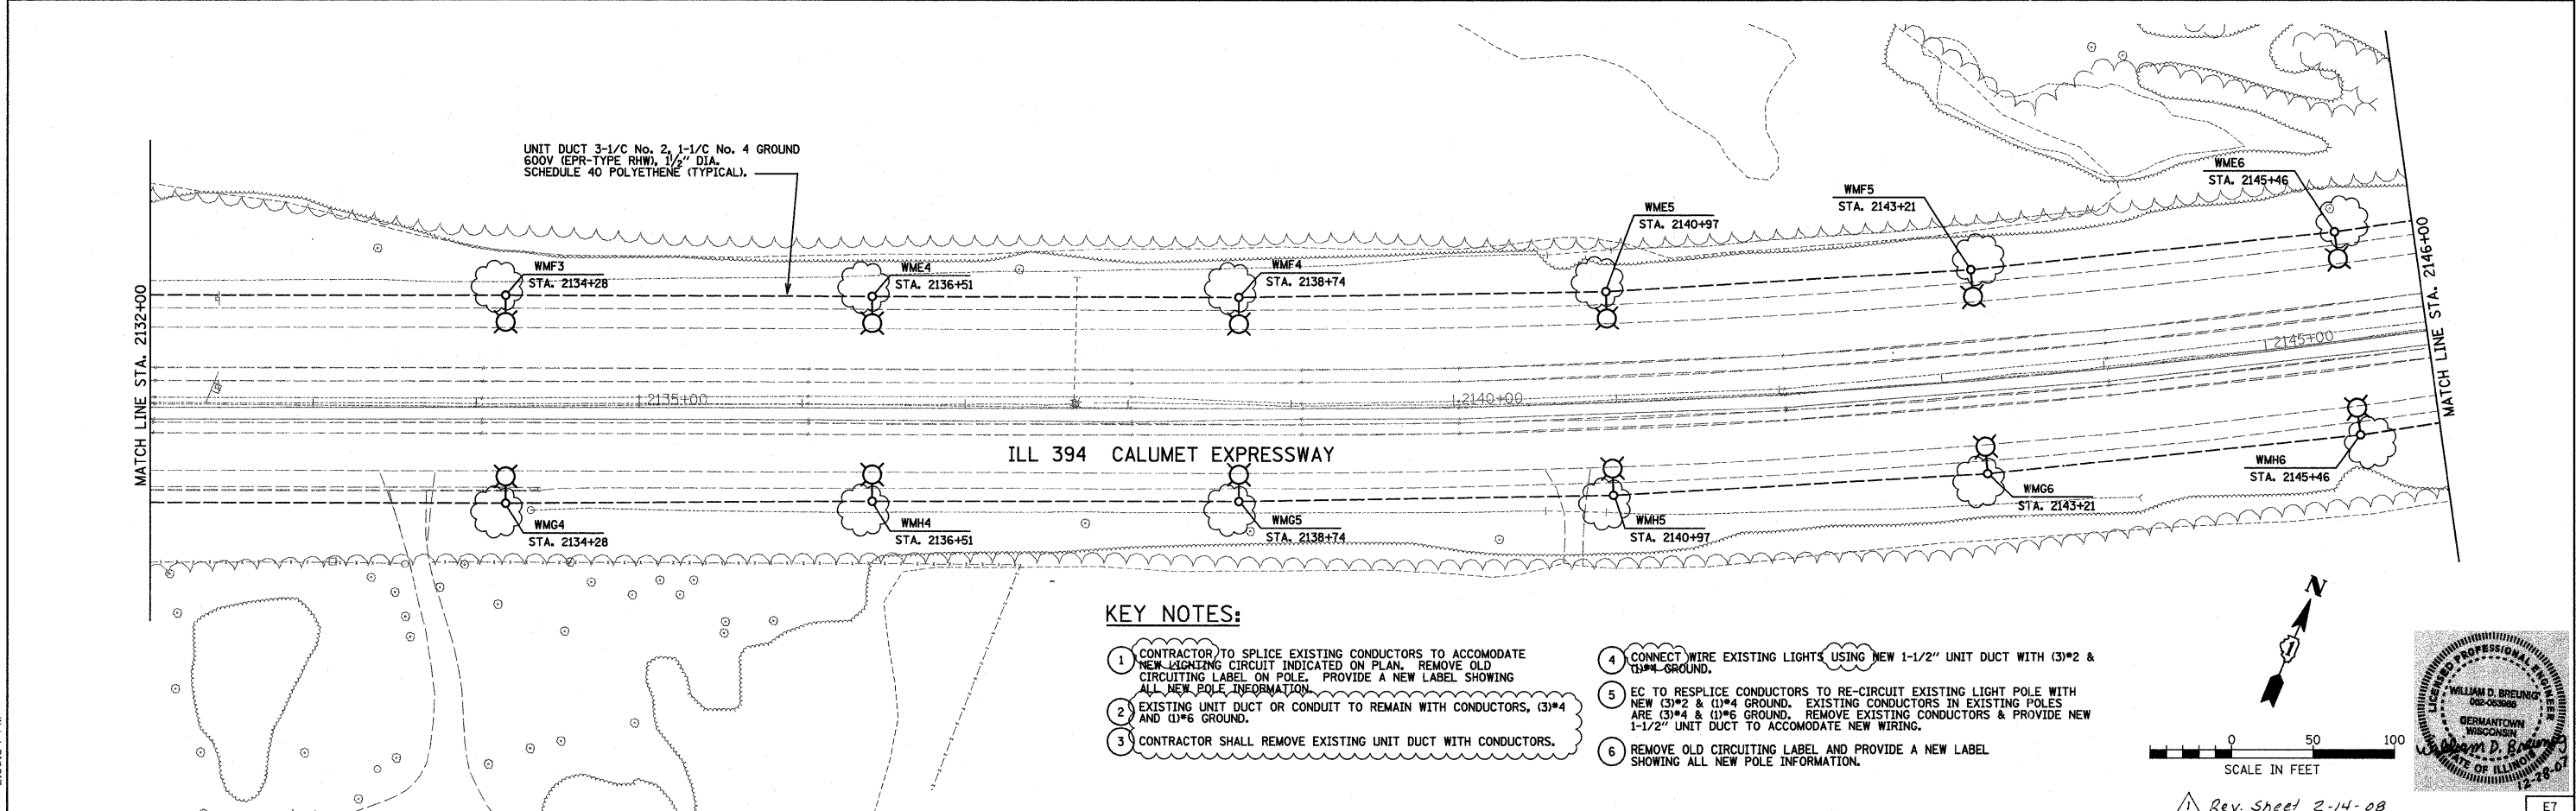 UNIT DUCT 3-1/C No. 2, 1-1/C No. 4 GROUND
600V (EPR-TYPE RHW), 1½" DIA.
SCHEDULE 40 POLYETHENE (TYPICAL).
WME6
STA. 2145+46
WMF5
STA. 2143+21
WME5
STA. 2140+97
WMF3
STA. 2134+28
WME4
STA. 2136+51
WMF4
STA. 2138+74
MATCH LINE STA. 2132+00
MATCH LINE STA. 2146+00
2135+00
2140+00
2145+00
ILL 394 CALUMET EXPRESSWAY
WMG4
STA. 2134+28
WMH4
STA. 2136+51
WMG5
STA. 2138+74
WMH5
STA. 2140+97
WMG6
STA. 2143+21
WMH6
STA. 2145+46
KEY NOTES:
1 CONTRACTOR TO SPLICE EXISTING CONDUCTORS TO ACCOMODATE
NEW LIGHTING CIRCUIT INDICATED ON PLAN. REMOVE OLD
CIRCUITING LABEL ON POLE. PROVIDE A NEW LABEL SHOWING
ALL NEW POLE INFORMATION.
2 EXISTING UNIT DUCT OR CONDUIT TO REMAIN WITH CONDUCTORS, (3)#4
AND (1)#6 GROUND.
3 CONTRACTOR SHALL REMOVE EXISTING UNIT DUCT WITH CONDUCTORS.
4 CONNECT WIRE EXISTING LIGHTS USING NEW 1-1/2" UNIT DUCT WITH (3)#2 &
(1)#4 GROUND.
5 EC TO RESPLICE CONDUCTORS TO RE-CIRCUIT EXISTING LIGHT POLE WITH
NEW (3)#2 & (1)#4 GROUND. EXISTING CONDUCTORS IN EXISTING POLES
ARE (3)#4 & (1)#6 GROUND. REMOVE EXISTING CONDUCTORS & PROVIDE NEW
1-1/2" UNIT DUCT TO ACCOMODATE NEW WIRING.
6 REMOVE OLD CIRCUITING LABEL AND PROVIDE A NEW LABEL
SHOWING ALL NEW POLE INFORMATION.
N
1
0 50 100
SCALE IN FEET
LICENSED PROFESSIONAL ENGINEER
WILLIAM D. BREUNIG
062-053985
GERMANTOWN
WISCONSIN
William D. Breunig
STATE OF ILLINOIS
12-28-07
1 Rev. Sheet 2-14-08
E7